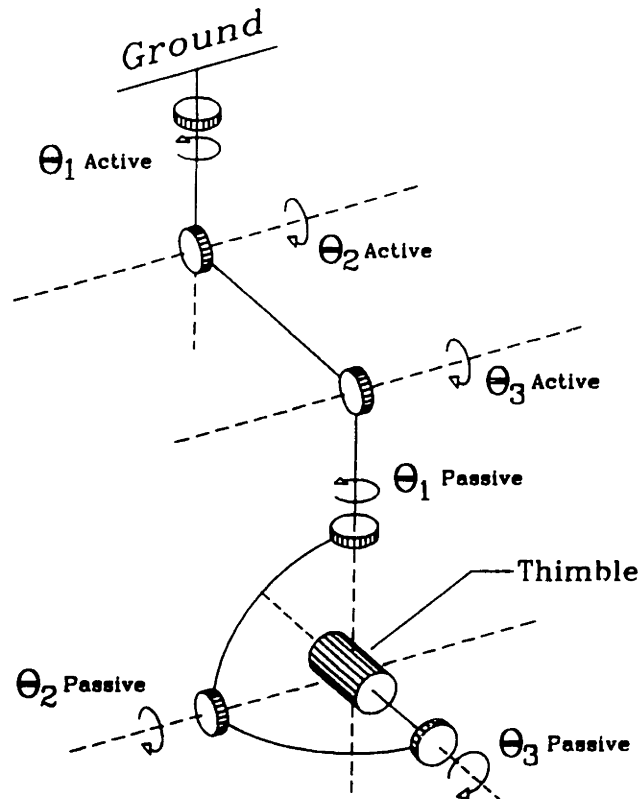 Ground
Θ1 Active
Θ2 Active
Θ3 Active
Θ1 Passive
Thimble
Θ2 Passive
Θ3 Passive